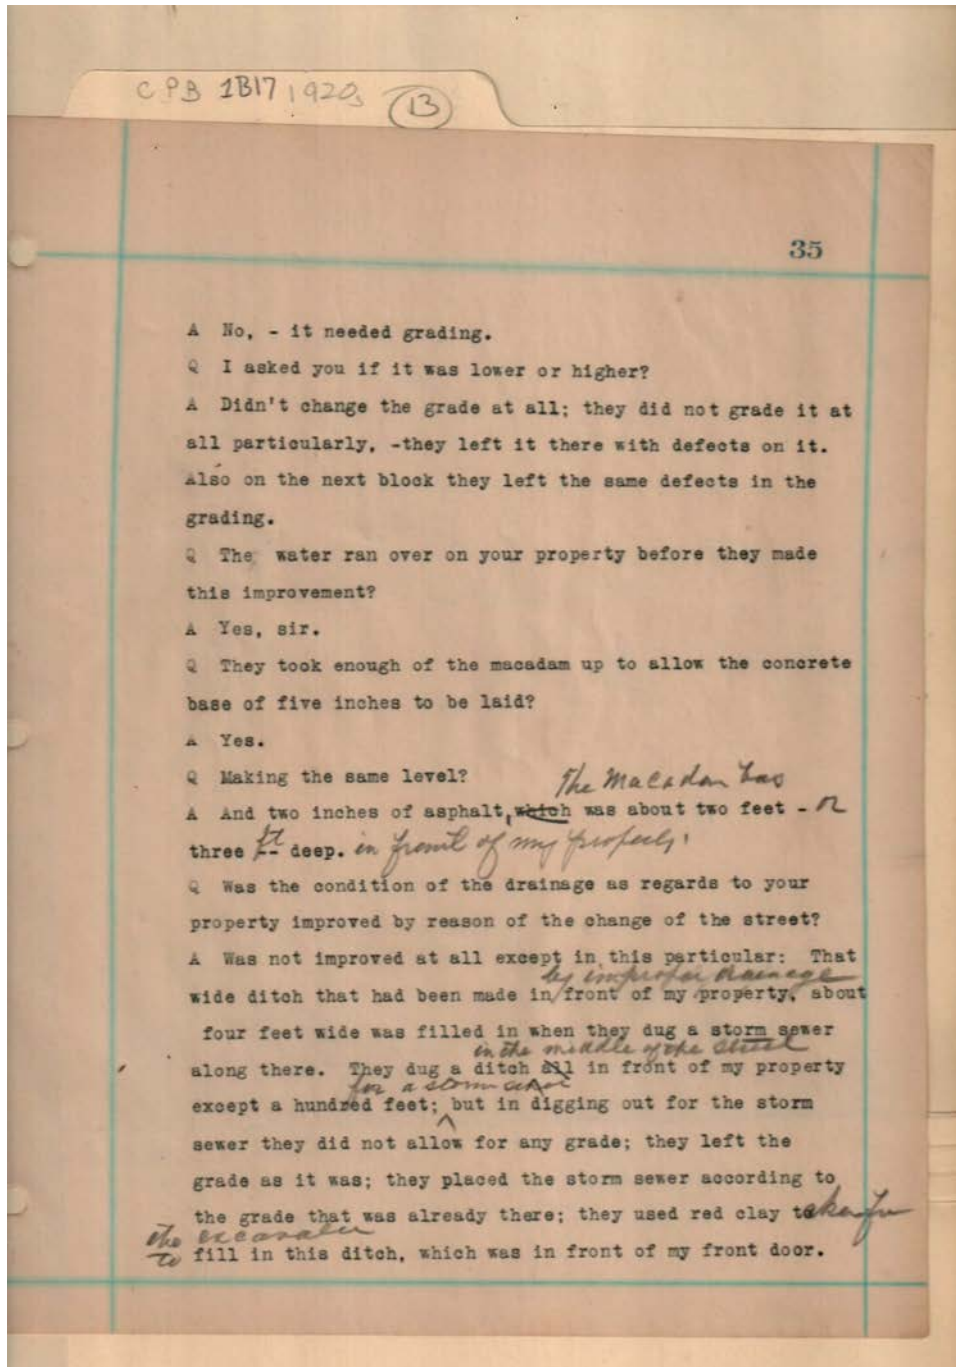 CPB 1B17 1920s 13
35
A No, - it needed grading.
Q I asked you if it was lower or higher?
A Didn't change the grade at all; they did not grade it at
all particularly, -they left it there with defects on it.
Also on the next block they left the same defects in the
grading.
Q The water ran over on your property before they made
this improvement?
A Yes, sir.
Q They took enough of the macadam up to allow the concrete
base of five inches to be laid?
A Yes.
Q Making the same level?
The Macadam has
A And two inches of asphalt, which was about two feet - or
three ft deep. in front of my property.
Q Was the condition of the drainage as regards to your
property improved by reason of the change of the street?
A Was not improved at all except in this particular: That
by improper drainage
wide ditch that had been made in front of my property, about
four feet wide was filled in when they dug a storm sewer
in the middle of the street
along there. They dug a ditch all in front of my property
for a storm sewer
except a hundred feet; but in digging out for the storm
sewer they did not allow for any grade; they left the
grade as it was; they placed the storm sewer according to
the grade that was already there; they used red clay taken
the
to fill in this ditch, which was in front of my front door.